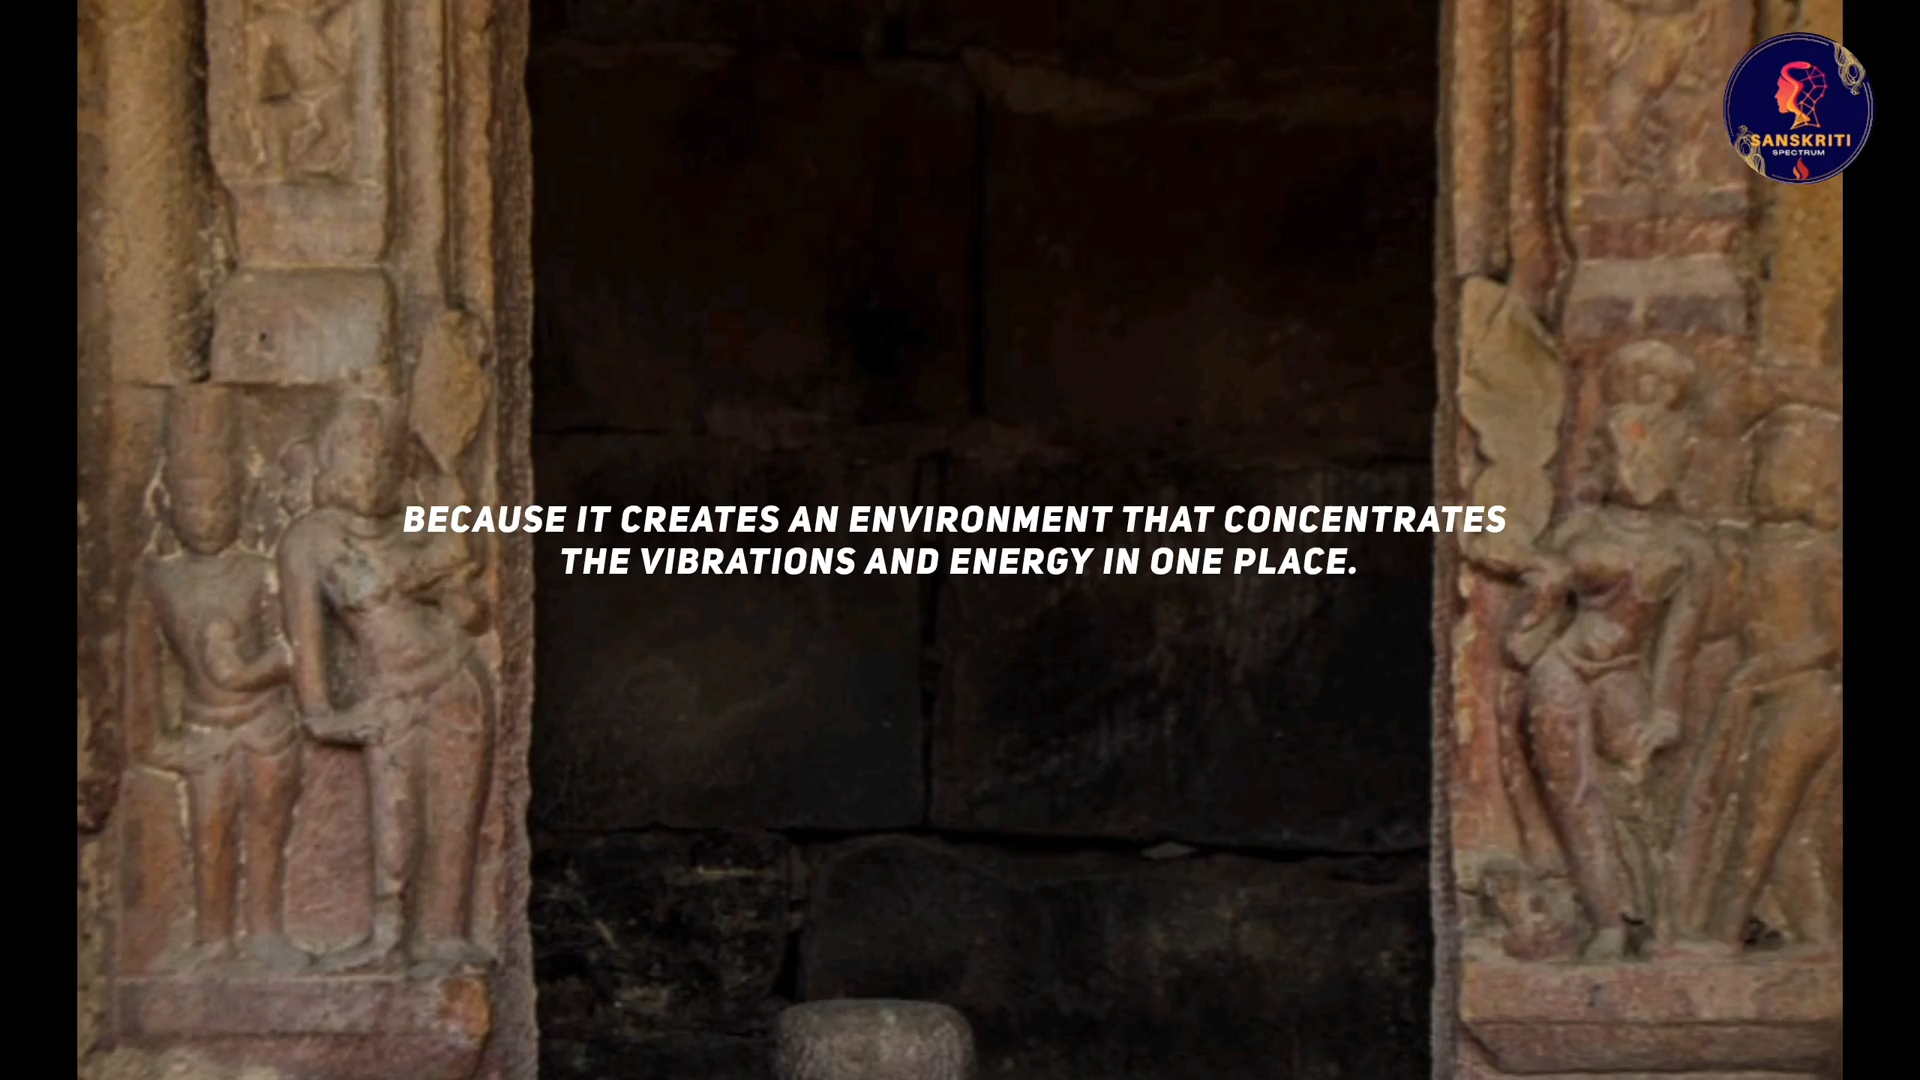 SANSKRITI
SPECTRUM
BECAUSE IT CREATES AN ENVIRONMENT THAT CONCENTRATES
THE VIBRATIONS AND ENERGY IN ONE PLACE.